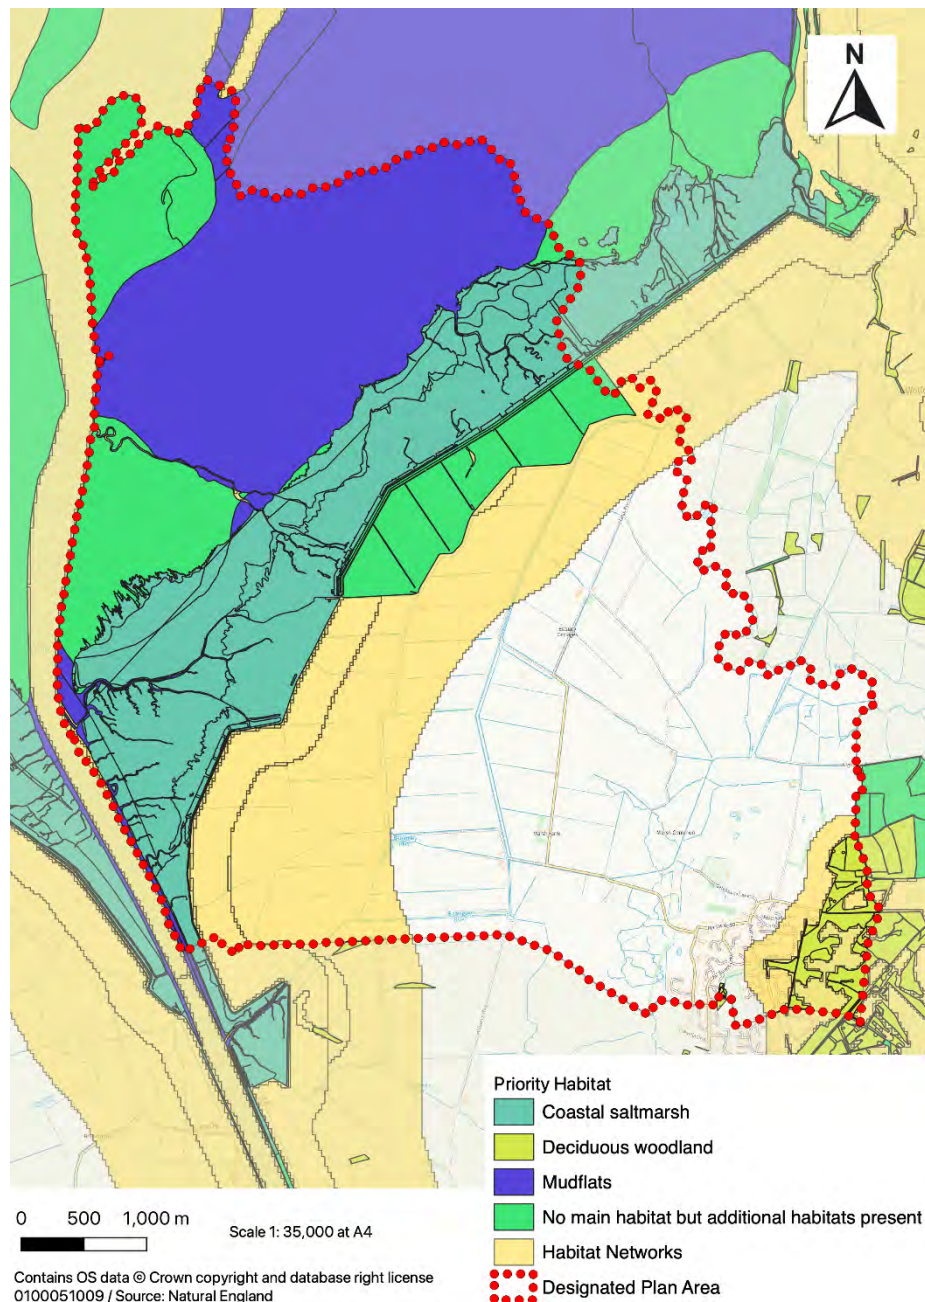 N
Priority Habitat
Coastal saltmarsh
Deciduous woodland
Mudflats
No main habitat but additional habitats present
Habitat Networks
Designated Plan Area
0 500 1,000 m
Scale 1: 35,000 at A4
Contains OS data © Crown copyright and database right license
0100051009 / Source: Natural England